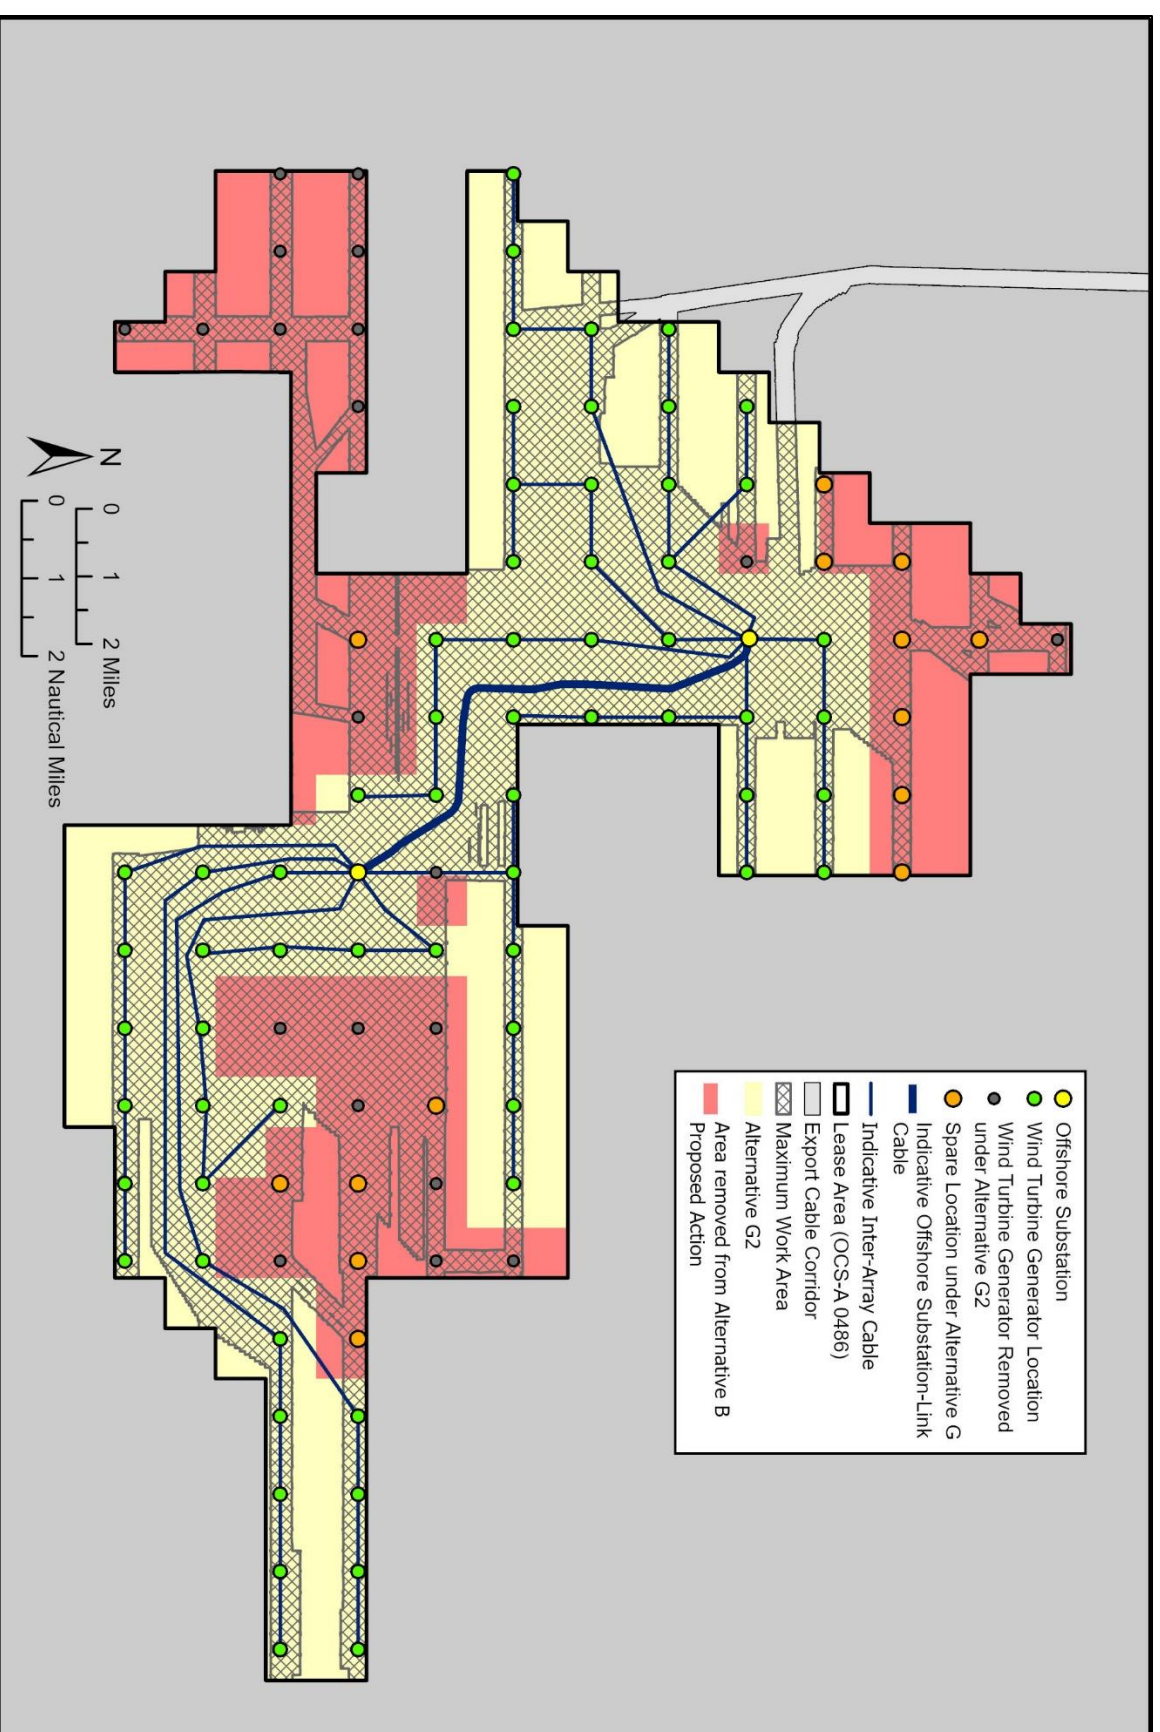 Offshore Substation
Wind Turbine Generator Location
Wind Turbine Generator Removed
under Alternative G2
Spare Location under Alternative G
Indicative Offshore Substation-Link
Cable
Indicative Inter-Array Cable
Lease Area (OCS-A 0486)
Export Cable Corridor
Maximum Work Area
Alternative G2
Area removed from Alternative B
Proposed Action
N
0 1 2 Miles
0 1 2 Nautical Miles